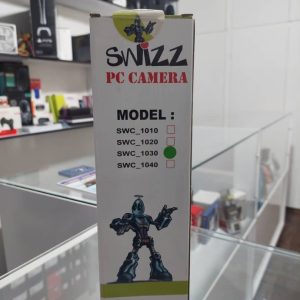 SWiZZ
PC CAMERA
MODEL :
SWC_1010
SWC_1020
SWC_1030
SWC_1040